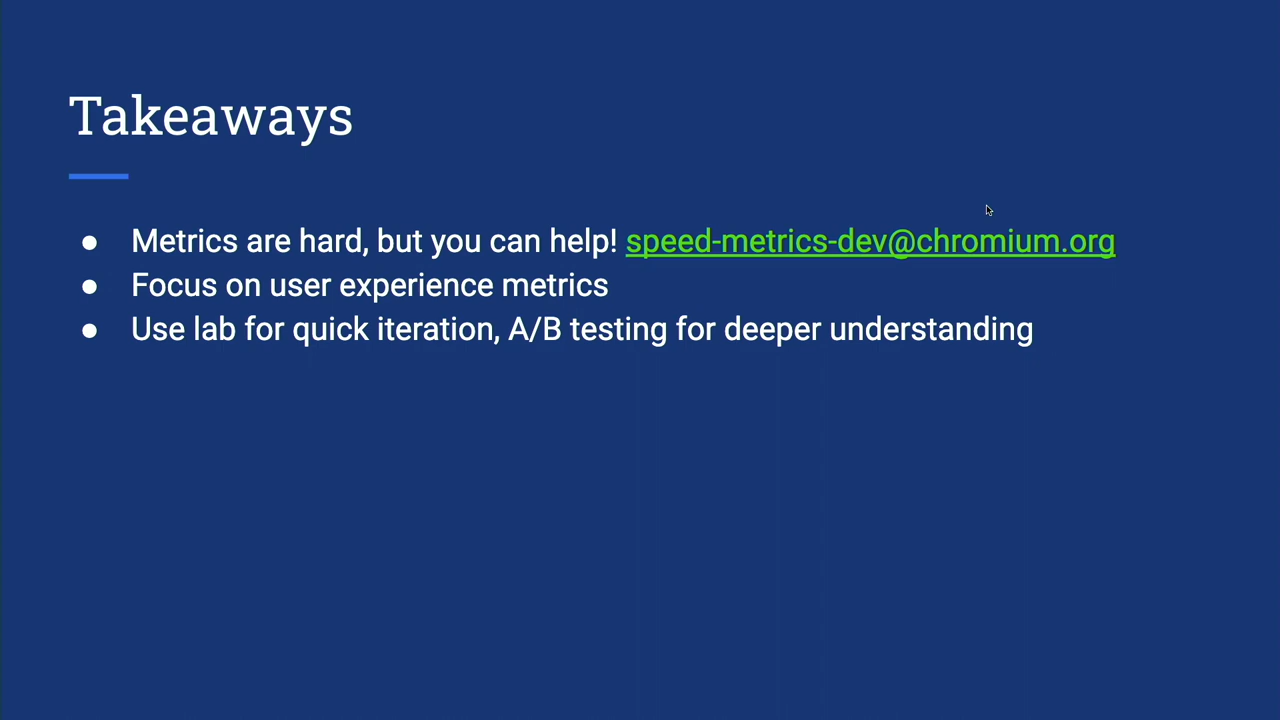 Takeaways
● Metrics are hard, but you can help! speed-metrics-dev@chromium.org
● Focus on user experience metrics
● Use lab for quick iteration, A/B testing for deeper understanding